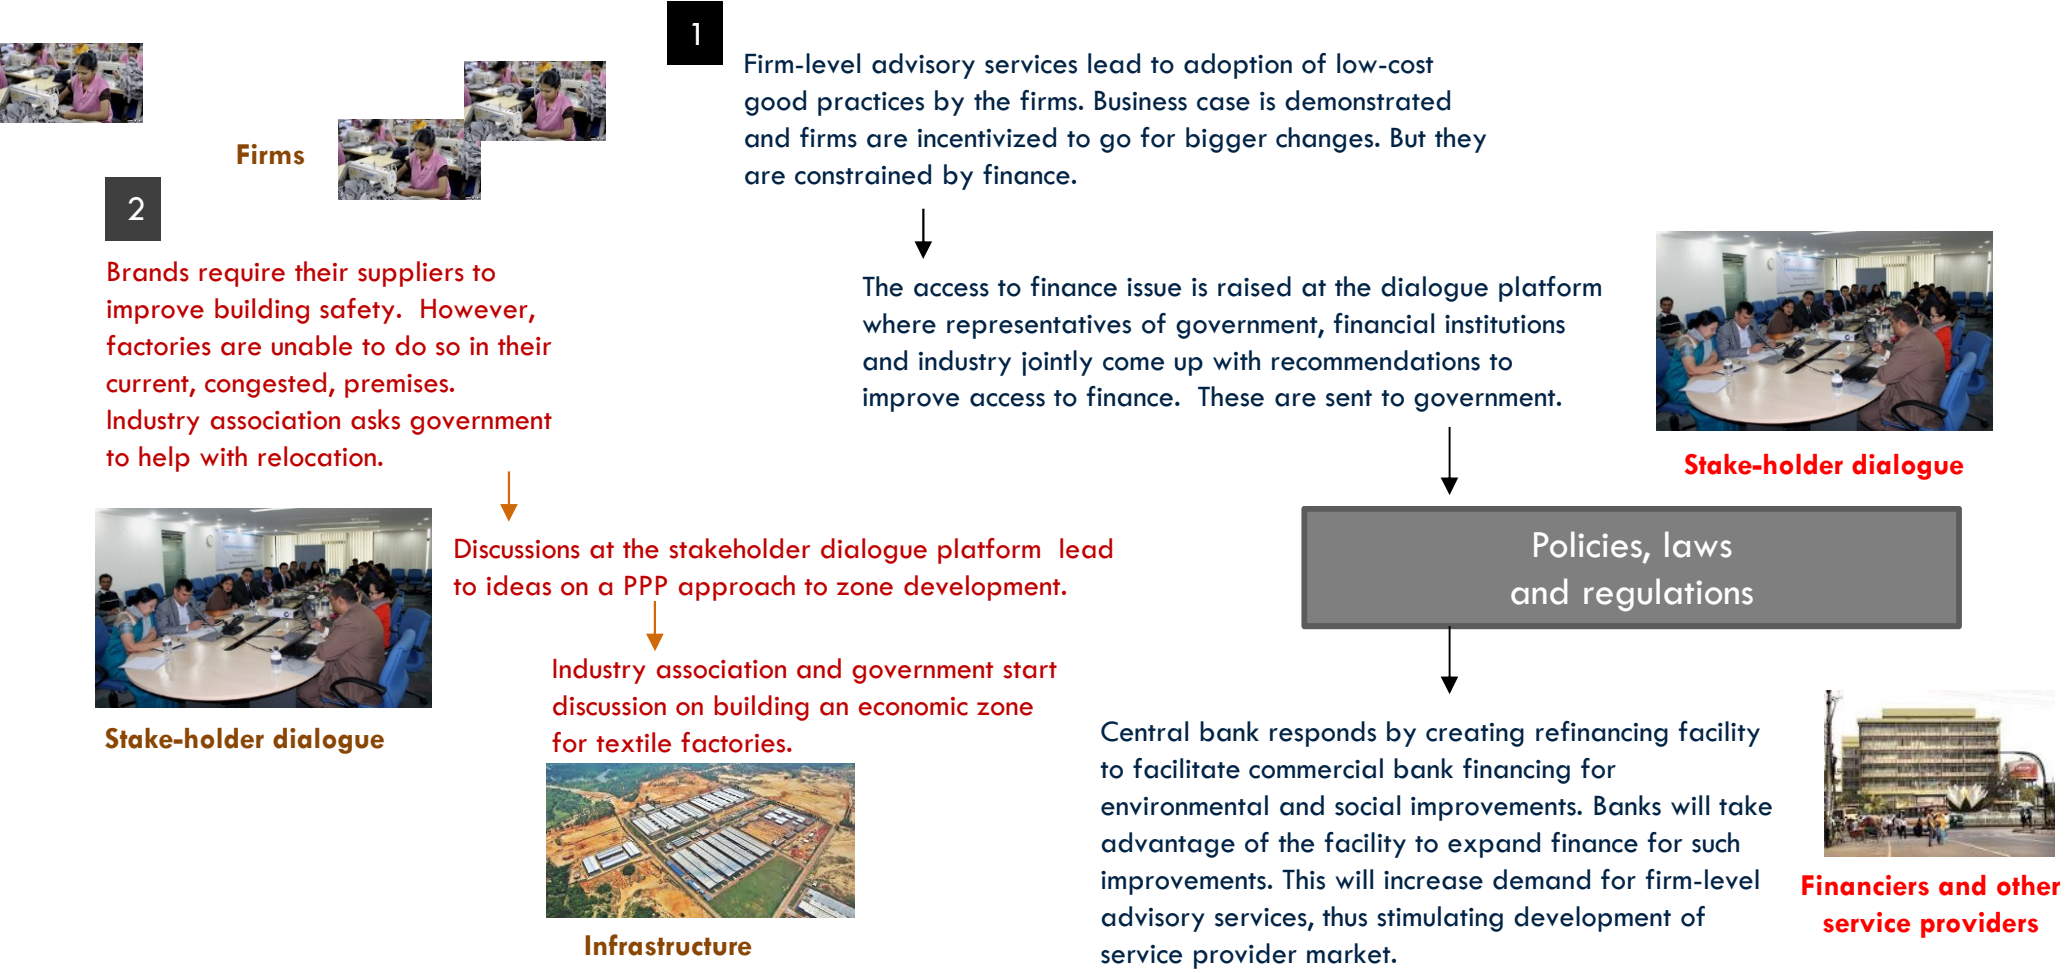 1
Firm-level advisory services lead to adoption of low-cost
good practices by the firms. Business case is demonstrated
and firms are incentivized to go for bigger changes. But they
are constrained by finance.
Firms
2
Brands require their suppliers to
improve building safety.  However,
factories are unable to do so in their
current, congested, premises.
Industry association asks government
to help with relocation.
The access to finance issue is raised at the dialogue platform
where representatives of government, financial institutions
and industry jointly come up with recommendations to
improve access to finance.  These are sent to government.
Stake-holder dialogue
Policies, laws
and regulations
Discussions at the stakeholder dialogue platform  lead
to ideas on a PPP approach to zone development.
Stake-holder dialogue
Industry association and government start
discussion on building an economic zone
for textile factories.
Infrastructure
Central bank responds by creating refinancing facility
to facilitate commercial bank financing for
environmental and social improvements. Banks will take
advantage of the facility to expand finance for such
improvements. This will increase demand for firm-level
advisory services, thus stimulating development of
service provider market.
Financiers and other
service providers